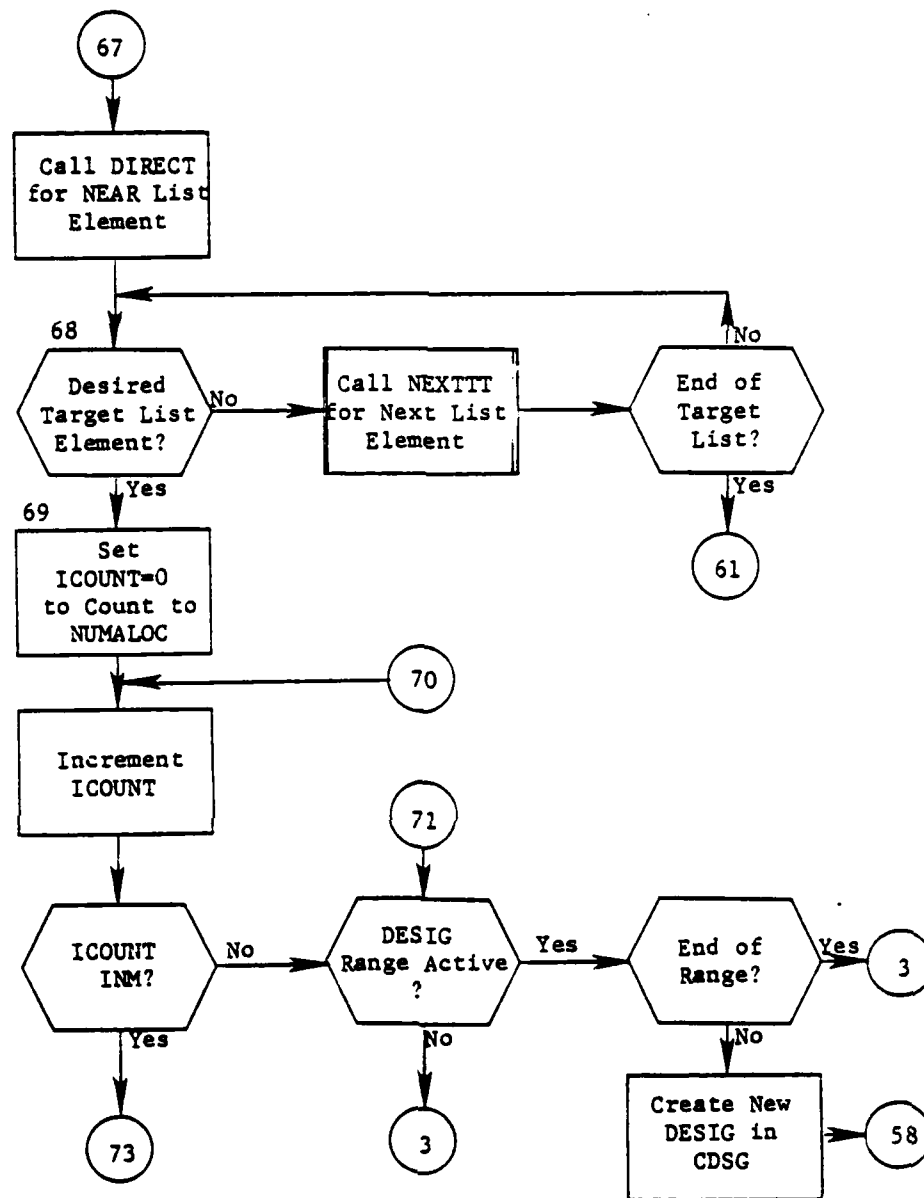 67
Call DIRECT
for NEAR List
Element
68
Desired
Target List
Element?
No
Yes
Call NEXTTT
for Next List
Element
End of
Target
List?
No
Yes
61
69
Set
ICOUNT=0
to Count to
NUMALOC
70
Increment
ICOUNT
71
ICOUNT
INM?
No
Yes
73
DESIG
Range Active
?
Yes
No
3
End of
Range?
Yes
3
No
Create New
DESIG in
CDSG
58